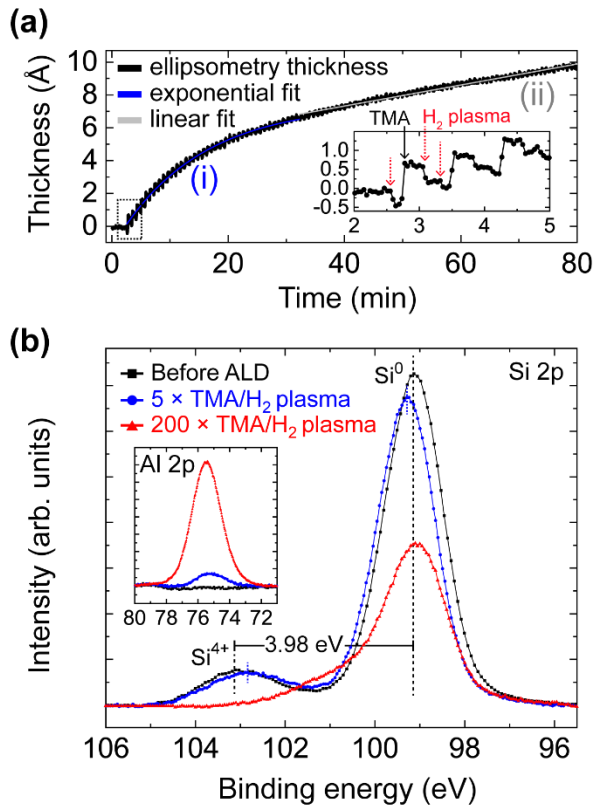 (a)
Thickness (Å)
10
8
6
4
2
0
ellipsometry thickness
exponential fit
linear fit
(i)
(ii)
TMA
H₂ plasma
1.0
0.5
0.0
-0.5
2 3 4 5
0 20 40 60 80
Time (min)
(b)
Intensity (arb. units)
Before ALD
5 × TMA/H₂ plasma
200 × TMA/H₂ plasma
Si⁰
Si 2p
Al 2p
80 78 76 74 72
Si⁴⁺
3.98 eV
106 104 102 100 98 96
Binding energy (eV)